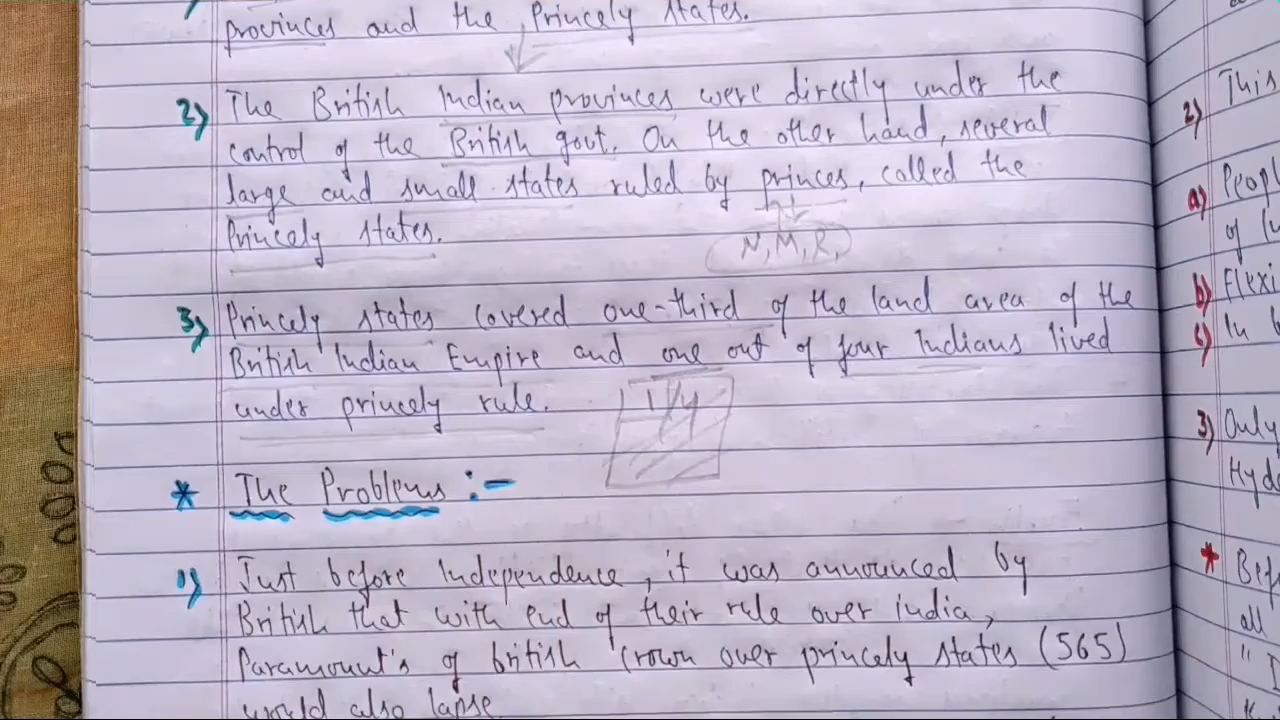 provinces and the Princely states.
2) The British Indian provinces were directly under the
control of the British govt. On the other hand, several
large and small states ruled by princes, called the
Princely states.
N, M, R,
3) Princely states covered one-third of the land area of the
British Indian Empire and one out of four Indians lived
under princely rule.
1/4
* The Problems :-
1) Just before Independence, it was announced by
British that with end of their rule over india,
Paramount's of british crown over princely states (565)
would also lapse
2) This
a) Peopl
of
b) Flexi
c) In
3) Only
Hyd
* Bef
all